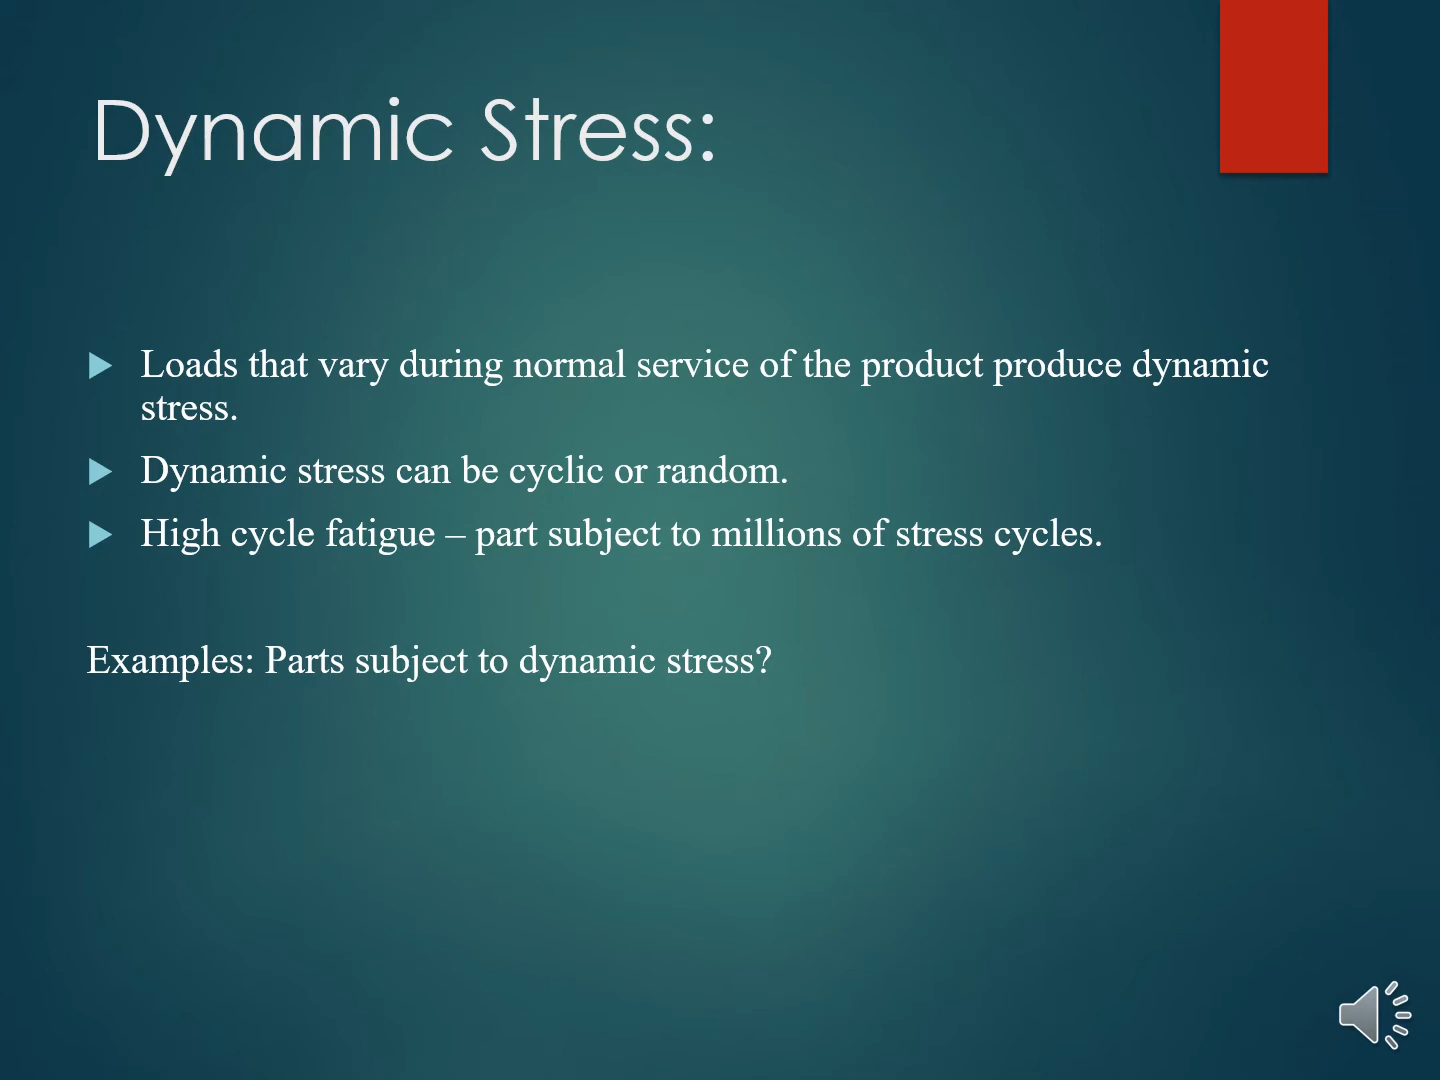 Dynamic Stress:
Loads that vary during normal service of the product produce dynamic
stress.
Dynamic stress can be cyclic or random.
High cycle fatigue – part subject to millions of stress cycles.
Examples: Parts subject to dynamic stress?